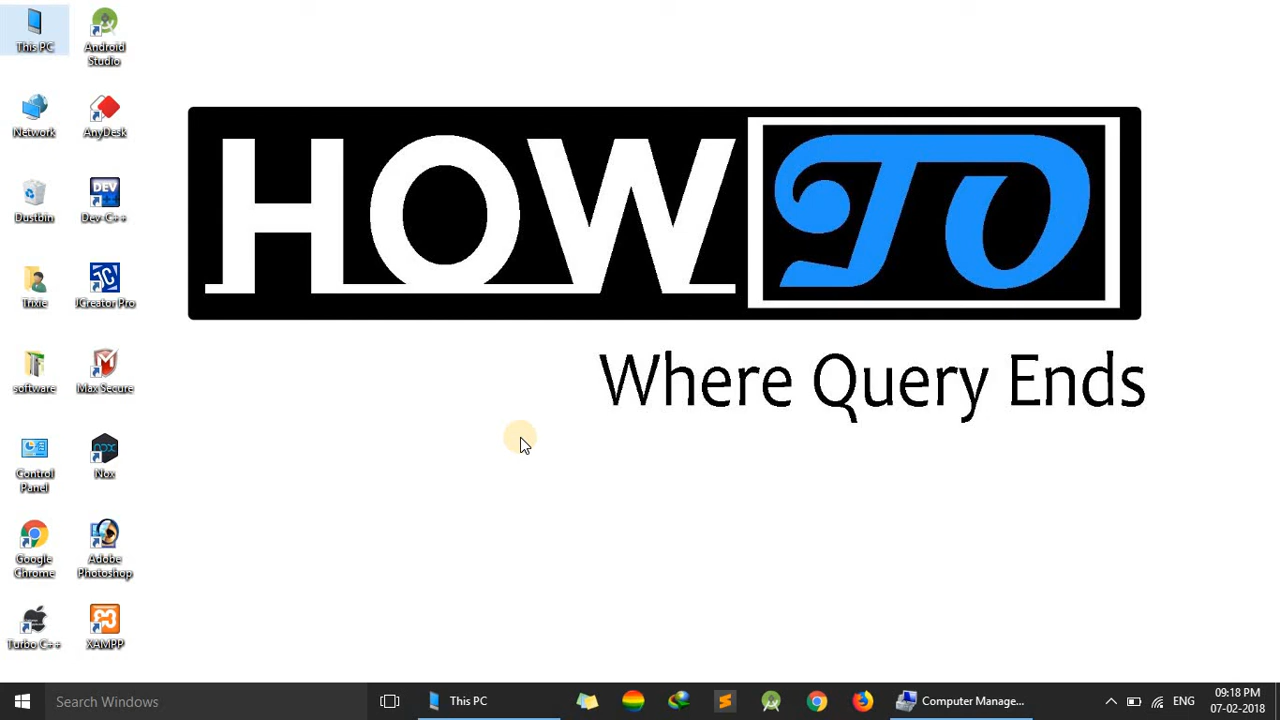 This PC
Android
Studio
Network
AnyDesk
DEV
Dustbin
Dev-C++
Trixie
JCreator Pro
software
Max Secure
Control
Panel
Nox
Google
Chrome
Adobe
Photoshop
Turbo C++
XAMPP
HOW TO
Where Query Ends
Search Windows
This PC
Computer Manage...
ENG
09:18 PM
07-02-2018